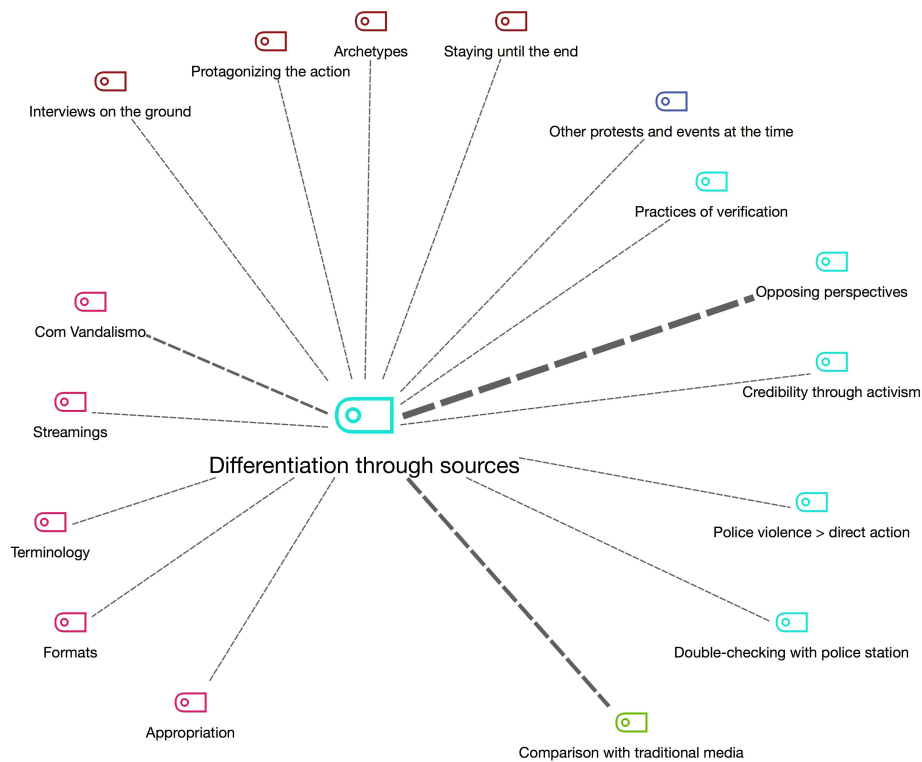 Archetypes
Staying until the end
Protagonizing the action
Interviews on the ground
Other protests and events at the time
Practices of verification
Opposing perspectives
Com Vandalismo
Credibility through activism
Streamings
Differentiation through sources
Police violence > direct action
Terminology
Formats
Double-checking with police station
Appropriation
Comparison with traditional media